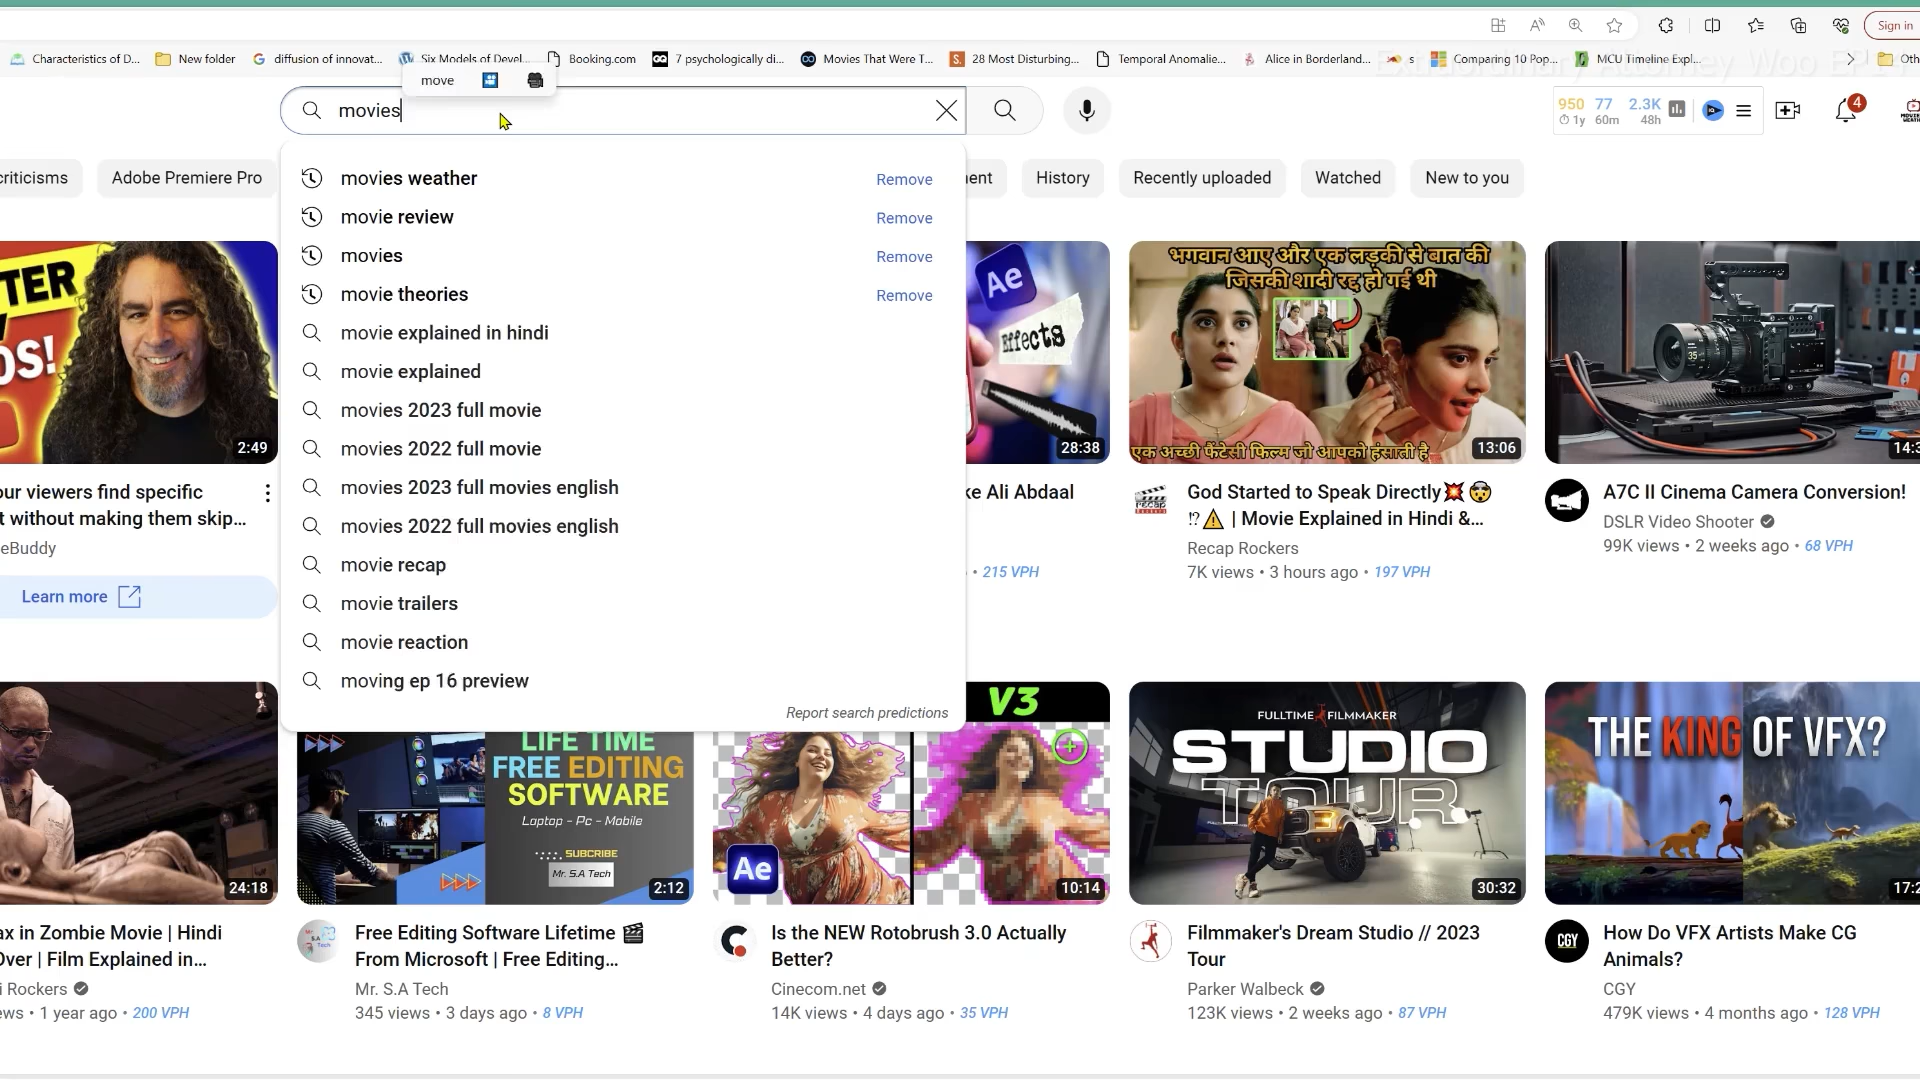 Sign in
Characteristics of D...
New folder
diffusion of innovat...
Six Models of Devel...
Booking.com
7 psychologically di...
Movies That Were T...
28 Most Disturbing...
Temporal Anomalie...
Alice in Borderland...
s
Comparing 10 Pop...
MCU Timeline Expl...
Oth
Extraordinary Attorney Woo EP1
move
movies
950 77 2.3K
1y 60m 48h
4
criticisms
Adobe Premiere Pro
ent
History
Recently uploaded
Watched
New to you
movies weather Remove
movie review Remove
movies Remove
movie theories Remove
movie explained in hindi
movie explained
movies 2023 full movie
movies 2022 full movie
movies 2023 full movies english
movies 2022 full movies english
movie recap
movie trailers
movie reaction
moving ep 16 preview
Report search predictions
TER
OS!
2:49
our viewers find specific
t without making them skip...
eBuddy
Learn more
Ae
Effects
28:38
ke Ali Abdaal
• 215 VPH
भगवान आए और एक लड़की से बात की
जिसकी शादी रद्द हो गई थी
एक अच्छी फैंटेसी फिल्म जो आपको हंसाती है
13:06
God Started to Speak Directly💥🤯
⁉️⚠️ | Movie Explained in Hindi &...
Recap Rockers
7K views • 3 hours ago • 197 VPH
35
14:3
A7C II Cinema Camera Conversion!
DSLR Video Shooter
99K views • 2 weeks ago • 68 VPH
24:18
ax in Zombie Movie | Hindi
Over | Film Explained in...
i Rockers
ews • 1 year ago • 200 VPH
LIFE TIME
FREE EDITING
SOFTWARE
Laptop - Pc - Mobile
SUBCRIBE
Mr. S.A Tech
2:12
Free Editing Software Lifetime 🎬
From Microsoft | Free Editing...
Mr. S.A Tech
345 views • 3 days ago • 8 VPH
V3
Ae
10:14
Is the NEW Rotobrush 3.0 Actually
Better?
Cinecom.net
14K views • 4 days ago • 35 VPH
FULLTIME FILMMAKER
STUDIO
TOUR
30:32
Filmmaker's Dream Studio // 2023
Tour
Parker Walbeck
123K views • 2 weeks ago • 87 VPH
THE KING OF VFX?
17:2
CGY
How Do VFX Artists Make CG
Animals?
CGY
479K views • 4 months ago • 128 VPH